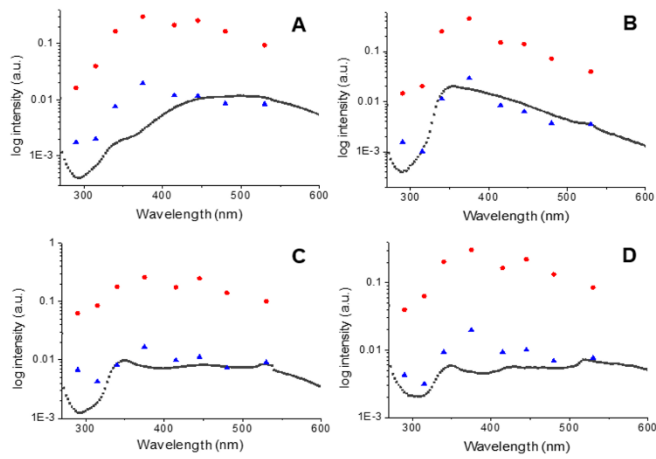 A
log intensity (a.u.)
0.1
0.01
1E-3
300 400 500 600
Wavelength (nm)
B
log intensity (a.u.)
0.1
0.01
1E-3
300 400 500 600
Wavelength (nm)
C
log intensity (a.u.)
1
0.1
0.01
1E-3
300 400 500 600
Wavelength (nm)
D
log intensity (a.u.)
0.1
0.01
1E-3
300 400 500 600
Wavelength (nm)